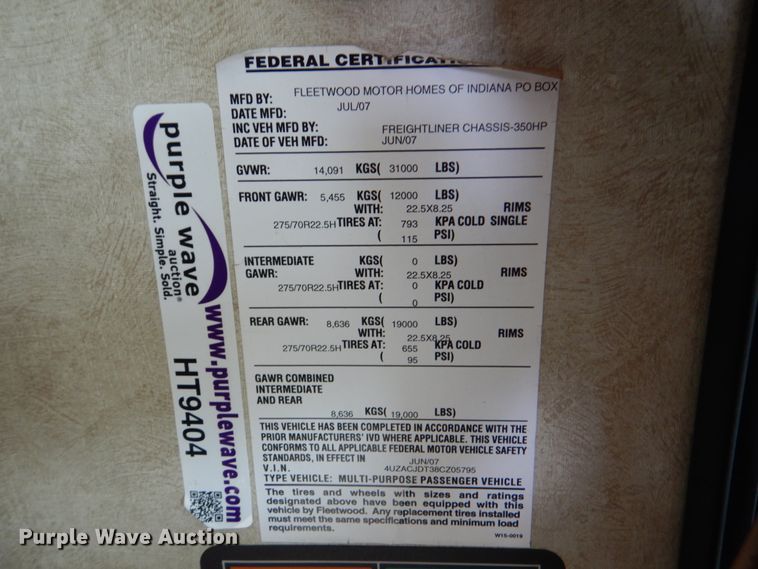 FEDERAL CERTIFICATIO
MFD BY: FLEETWOOD MOTOR HOMES OF INDIANA PO BOX
DATE MFD: JUL/07
INC VEH MFD BY: FREIGHTLINER CHASSIS-350HP
DATE OF VEH MFD: JUN/07
GVWR: 14,091 KGS( 31000 LBS)
FRONT GAWR: 5,455 KGS( 12000 LBS)
WITH: 22.5X8.25 RIMS
275/70R22.5H TIRES AT: 793 KPA COLD SINGLE
( 115 PSI)
INTERMEDIATE KGS( 0 LBS)
GAWR: WITH: 22.5X8.25 RIMS
275/70R22.5H TIRES AT: 0 KPA COLD
( 0 PSI)
REAR GAWR: 8,636 KGS( 19000 LBS)
WITH: 22.5X8.25 RIMS
275/70R22.5H TIRES AT: 655 KPA COLD
( 95 PSI)
GAWR COMBINED
INTERMEDIATE
AND REAR
8,636 KGS( 19,000 LBS)
THIS VEHICLE HAS BEEN COMPLETED IN ACCORDANCE WITH THE
PRIOR MANUFACTURERS' IVD WHERE APPLICABLE. THIS VEHICLE
CONFORMS TO ALL APPLICABLE FEDERAL MOTOR VEHICLE SAFETY
STANDARDS, IN EFFECT IN JUN/07
V.I.N. 4UZACJDT38CZ05795
TYPE VEHICLE: MULTI-PURPOSE PASSENGER VEHICLE
The tires and wheels with sizes and ratings
designated above have been equipped with this
vehicle by Fleetwood. Any replacement tires installed
must meet the same specifications and minimum load
requirements.
W15-0019
purple wave
auction®
Straight. Simple. Sold.
www.purplewave.com
HT9404
Purple Wave Auction